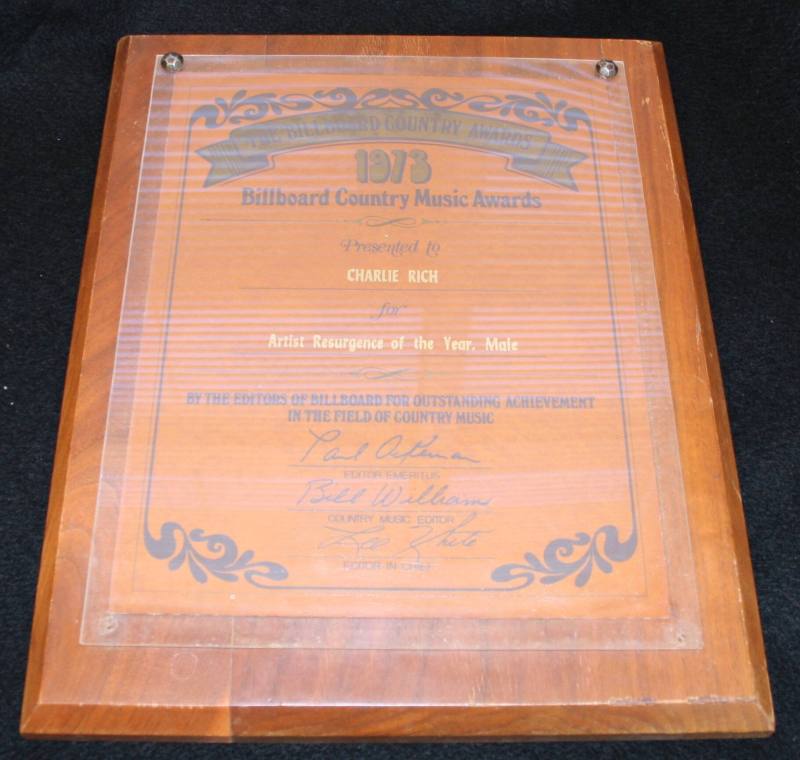 THE BILLBOARD COUNTRY AWARDS
1973
Billboard Country Music Awards
Presented to
CHARLIE RICH
for
Artist Resurgence of the Year, Male
BY THE EDITORS OF BILLBOARD FOR OUTSTANDING ACHIEVEMENT
IN THE FIELD OF COUNTRY MUSIC
Paul Ackerman
EDITOR EMERITUS
Bill Williams
COUNTRY MUSIC EDITOR
Lee Zhito
EDITOR IN CHIEF